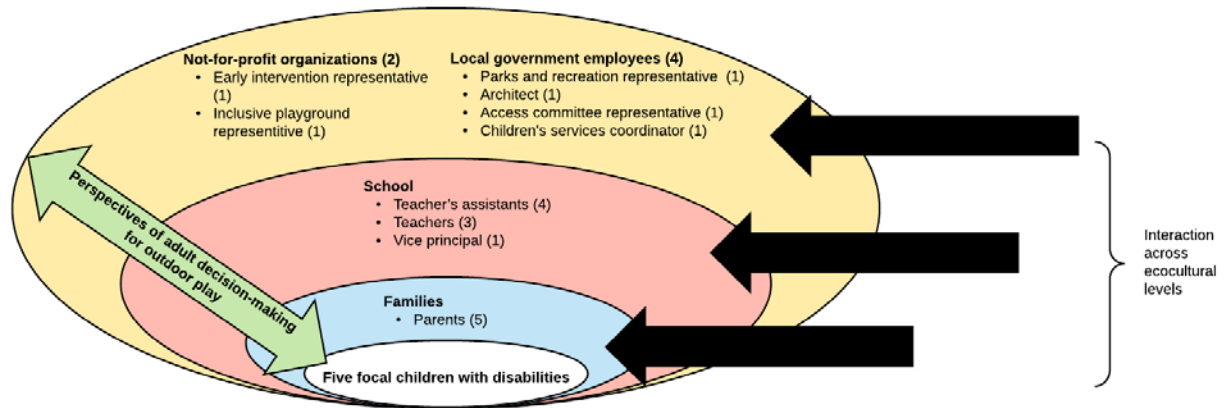 Not-for-profit organizations (2)
• Early intervention representative
(1)
• Inclusive playground
representitive (1)
Local government employees (4)
• Parks and recreation representative (1)
• Architect (1)
• Access committee representative (1)
• Children's services coordinator (1)
School
• Teacher's assistants (4)
• Teachers (3)
• Vice principal (1)
Perspectives of adult decision-making
for outdoor play
Families
• Parents (5)
Five focal children with disabilities
Interaction
across
ecocultural
levels